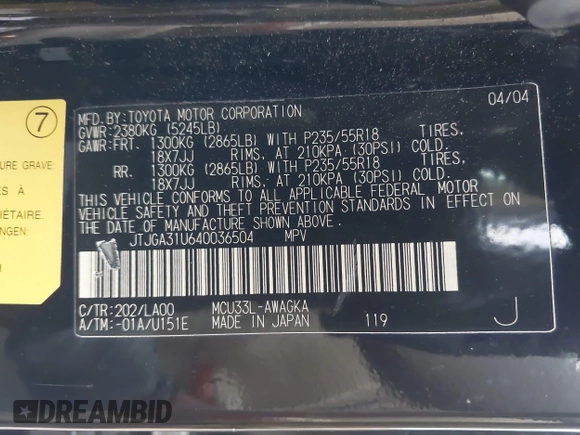 7
URE GRAVE
ÉS À
IÉTAIRE.
NGEN:
MFD.BY:TOYOTA MOTOR CORPORATION 04/04
GVWR:2380KG (5245LB)
GAWR:FRT. 1300KG (2865LB) WITH P235/55R18 TIRES,
18X7JJ RIMS, AT 210KPA (30PSI) COLD.
RR. 1300KG (2865LB) WITH P235/55R18 TIRES,
18X7JJ RIMS, AT 210KPA (30PSI) COLD.
THIS VEHICLE CONFORMS TO ALL APPLICABLE FEDERAL MOTOR
VEHICLE SAFETY AND THEFT PREVENTION STANDARDS IN EFFECT ON
THE DATE OF MANUFACTURE SHOWN ABOVE.
JTJGA31U640036504 MPV
C/TR:202/LA00 MCU33L-AWAGKA
A/TM:-01A/U151E MADE IN JAPAN 119 J
DREAMBID